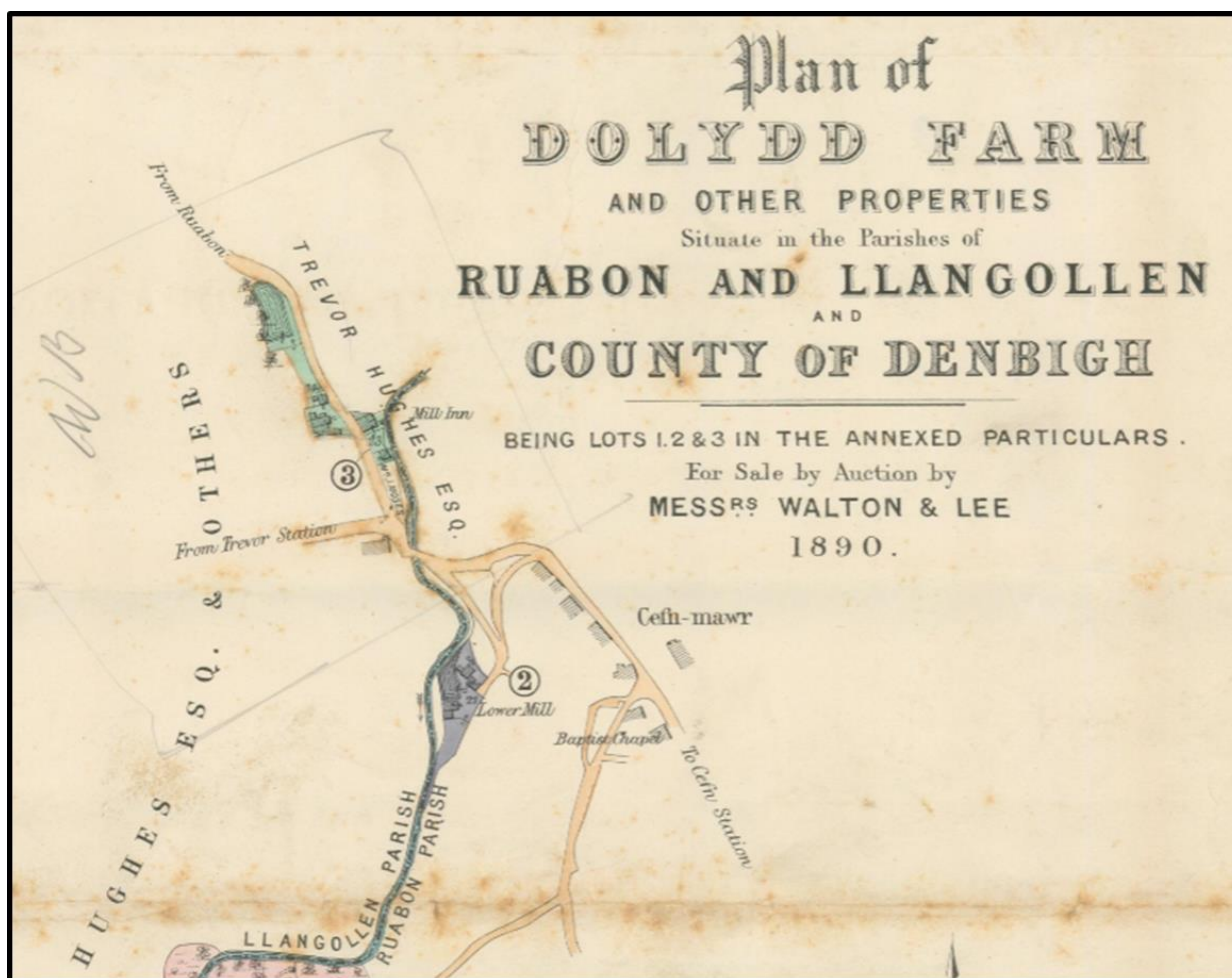 Plan of
DOLYDD FARM
AND OTHER PROPERTIES
Situate in the Parishes of
RUABON AND LLANGOLLEN
AND
COUNTY OF DENBIGH
BEING LOTS 1.2 & 3 IN THE ANNEXED PARTICULARS.
For Sale by Auction by
MESSRS WALTON & LEE
1890.
From Ruabon
TREVOR HUGHES ESQ.
WB
Mill Inn
3
From Trevor Station
HUGHES ESQ. & OTHERS
Cefn-mawr
2
Lower Mill
Baptist Chapel
To Cefn Station
LLANGOLLEN PARISH
RUABON PARISH